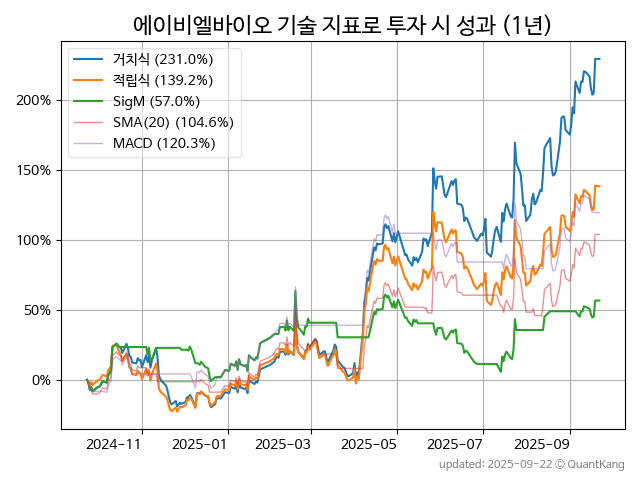 에이비엘바이오 기술 지표로 투자 시 성과 (1년)
거치식 (231.0%)
적립식 (139.2%)
SigM (57.0%)
SMA(20) (104.6%)
MACD (120.3%)
200%
150%
100%
50%
0%
2024-11 2025-01 2025-03 2025-05 2025-07 2025-09
updated: 2025-09-22 @ QuantKang